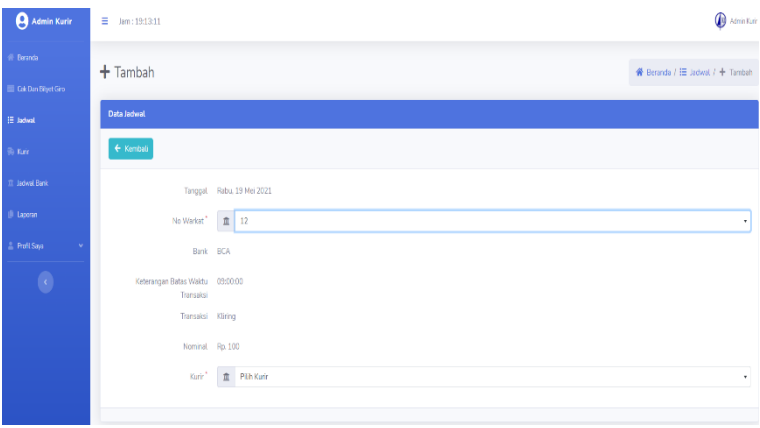 Admin Kurir
Jam : 19:13:11
Admin Kurir
Beranda
Cek Dan Bilyet Giro
Jadwal
Kurir
Jadwal Bank
Laporan
Profil Saya
Tambah
Beranda / Jadwal / Tambah
Data Jadwal
Kembali
Tanggal Rabu, 19 Mei 2021
No Warkat * 12
Bank BCA
Keterangan Batas Waktu Transaksi 03:00:00
Transaksi Kliring
Nominal Rp. 100
Kurir * Pilih Kurir